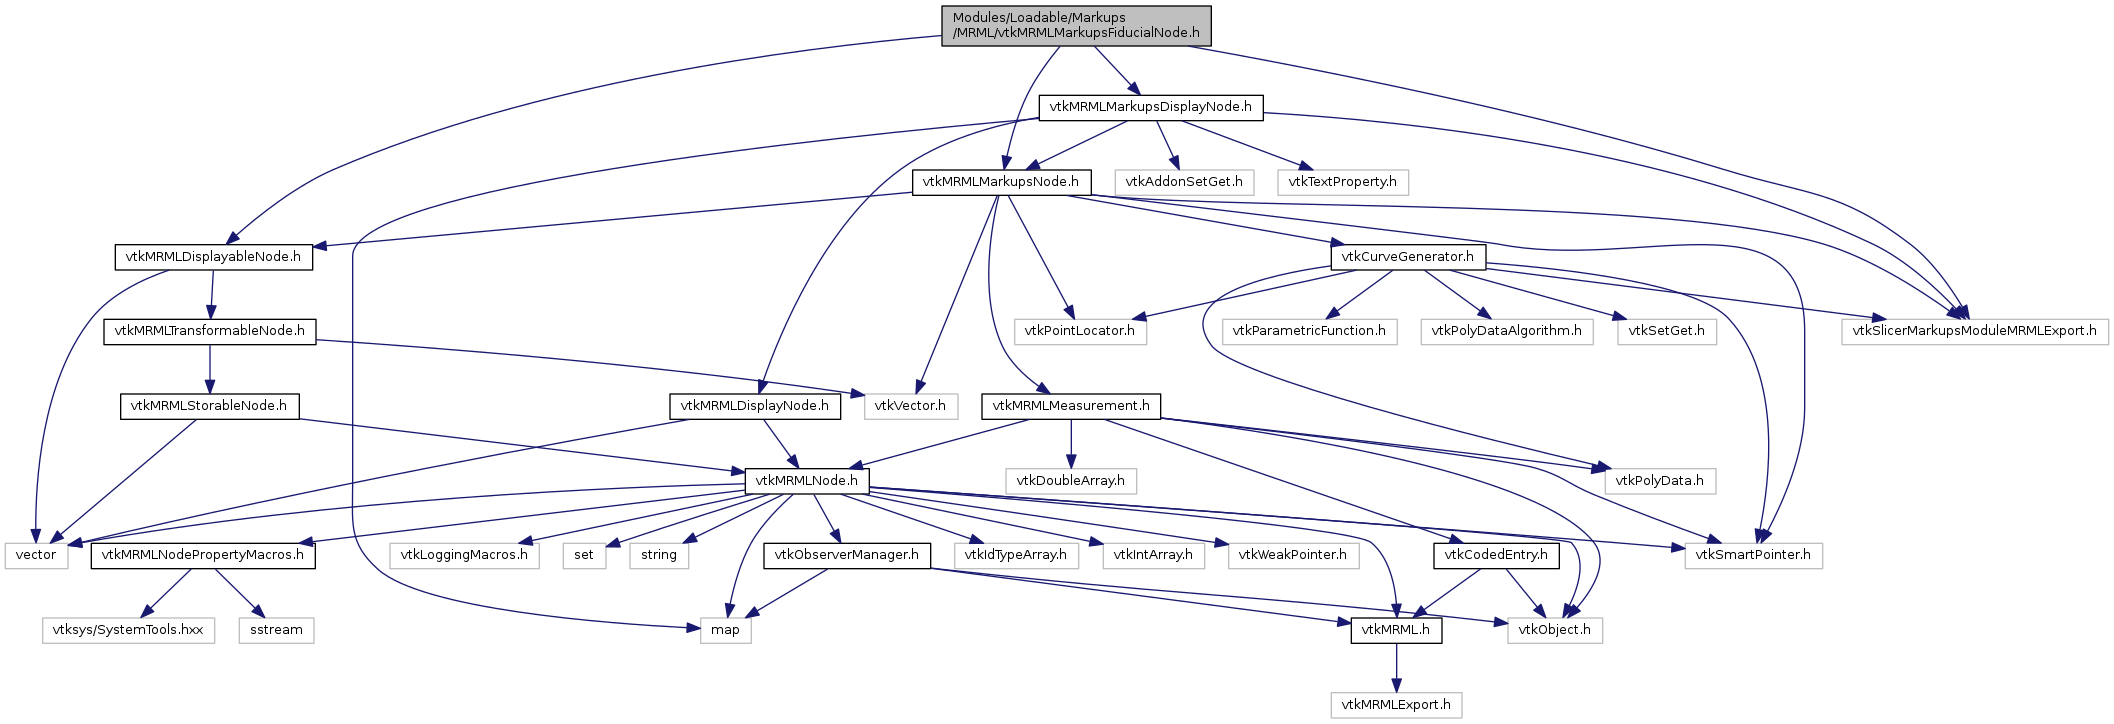 Modules/Loadable/Markups
/MRML/vtkMRMLMarkupsFiducialNode.h
vtkMRMLMarkupsDisplayNode.h
vtkMRMLMarkupsNode.h
vtkAddonSetGet.h
vtkTextProperty.h
vtkMRMLDisplayableNode.h
vtkCurveGenerator.h
vtkMRMLTransformableNode.h
vtkPointLocator.h
vtkParametricFunction.h
vtkPolyDataAlgorithm.h
vtkSetGet.h
vtkSlicerMarkupsModuleMRMLExport.h
vtkMRMLStorableNode.h
vtkMRMLDisplayNode.h
vtkVector.h
vtkMRMLMeasurement.h
vtkMRMLNode.h
vtkDoubleArray.h
vtkPolyData.h
vector
vtkMRMLNodePropertyMacros.h
vtkLoggingMacros.h
set
string
vtkObserverManager.h
vtkIdTypeArray.h
vtkIntArray.h
vtkWeakPointer.h
vtkCodedEntry.h
vtkSmartPointer.h
vtksys/SystemTools.hxx
sstream
map
vtkMRML.h
vtkObject.h
vtkMRMLExport.h